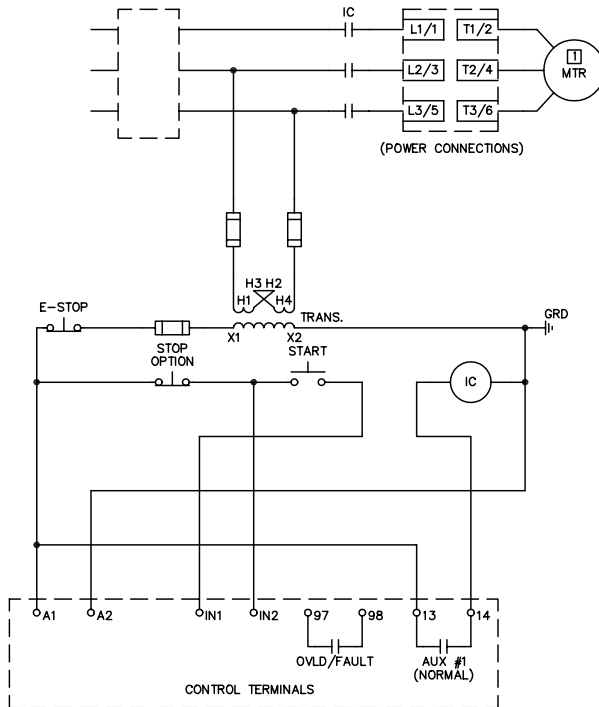 IC
L1/1
T1/2
L2/3
T2/4
1
MTR
L3/5
T3/6
(POWER CONNECTIONS)
H3 H2
H1
H4
E-STOP
TRANS.
GRD
X1
X2
STOP
OPTION
START
IC
A1
A2
IN1
IN2
97
98
13
14
OVLD/FAULT
AUX #1
(NORMAL)
CONTROL TERMINALS